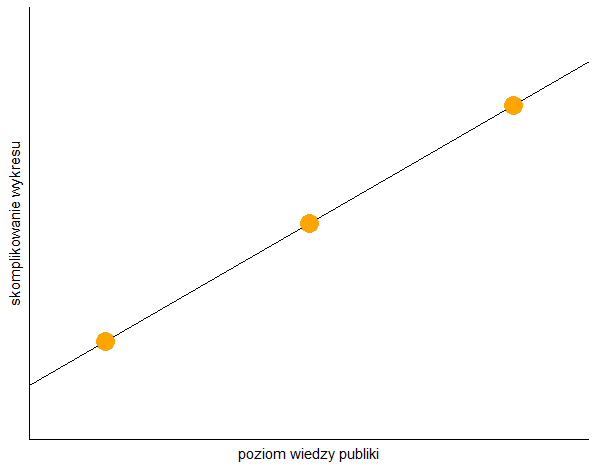 skomplikowanie wykresu
poziom wiedzy publiki